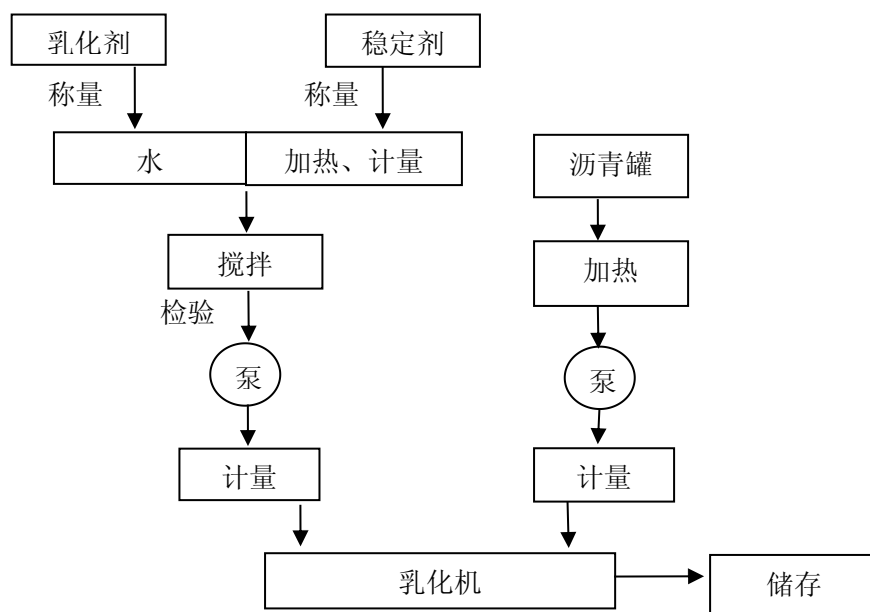 乳化剂
稳定剂
称量
称量
水
加热、计量
沥青罐
搅拌
加热
检验
泵
泵
计量
计量
乳化机
储存